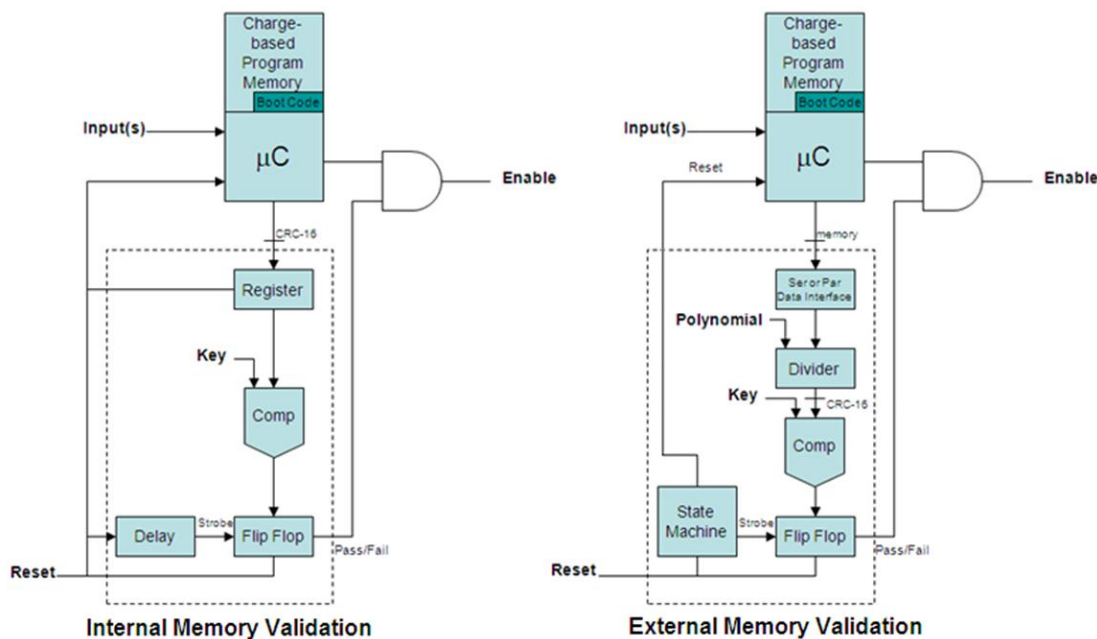 Charge-
based
Program
Memory
Boot Code
Input(s)
μC
Enable
CRC-16
Register
Key
Comp
Delay
Strobe
Flip Flop
Pass/Fail
Reset
Internal Memory Validation
Charge-
based
Program
Memory
Boot Code
Input(s)
μC
Reset
Enable
memory
Ser or Par
Data Interface
Polynomial
Divider
Key
CRC-16
Comp
State
Machine
Strobe
Flip Flop
Pass/Fail
Reset
External Memory Validation